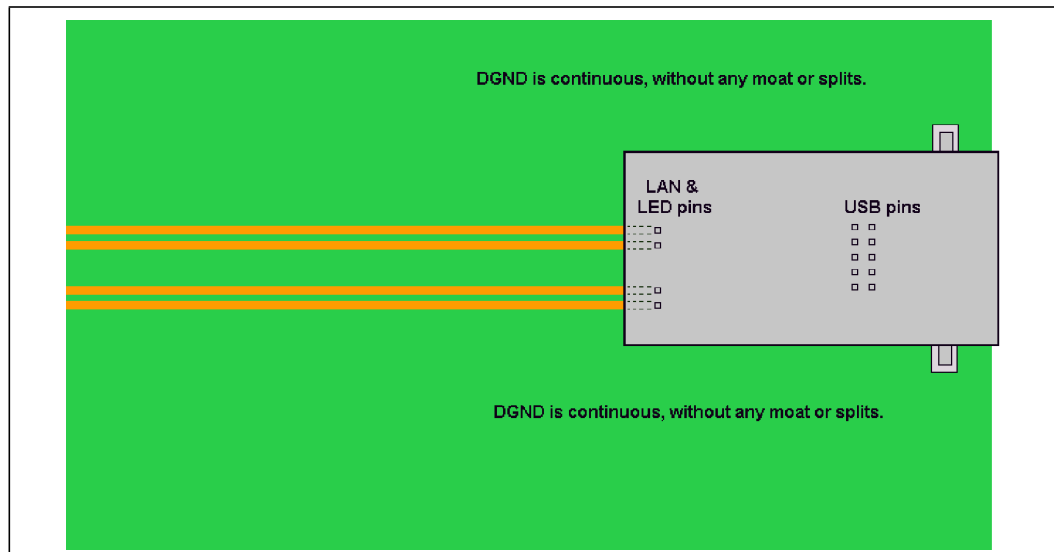 DGND is continuous, without any moat or splits.
LAN &
LED pins
USB pins
DGND is continuous, without any moat or splits.